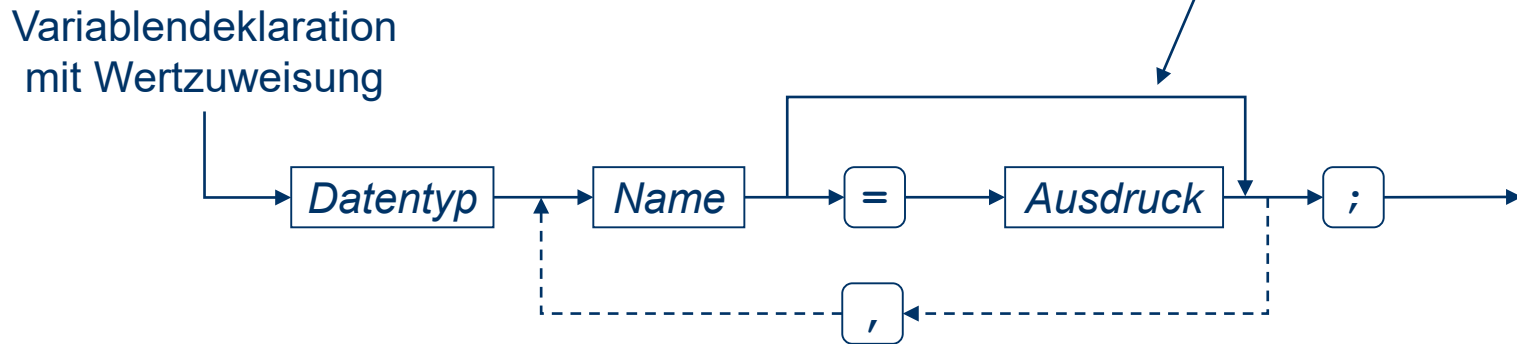 Variablendeklaration
mit Wertzuweisung
Datentyp Name = Ausdruck ;
,